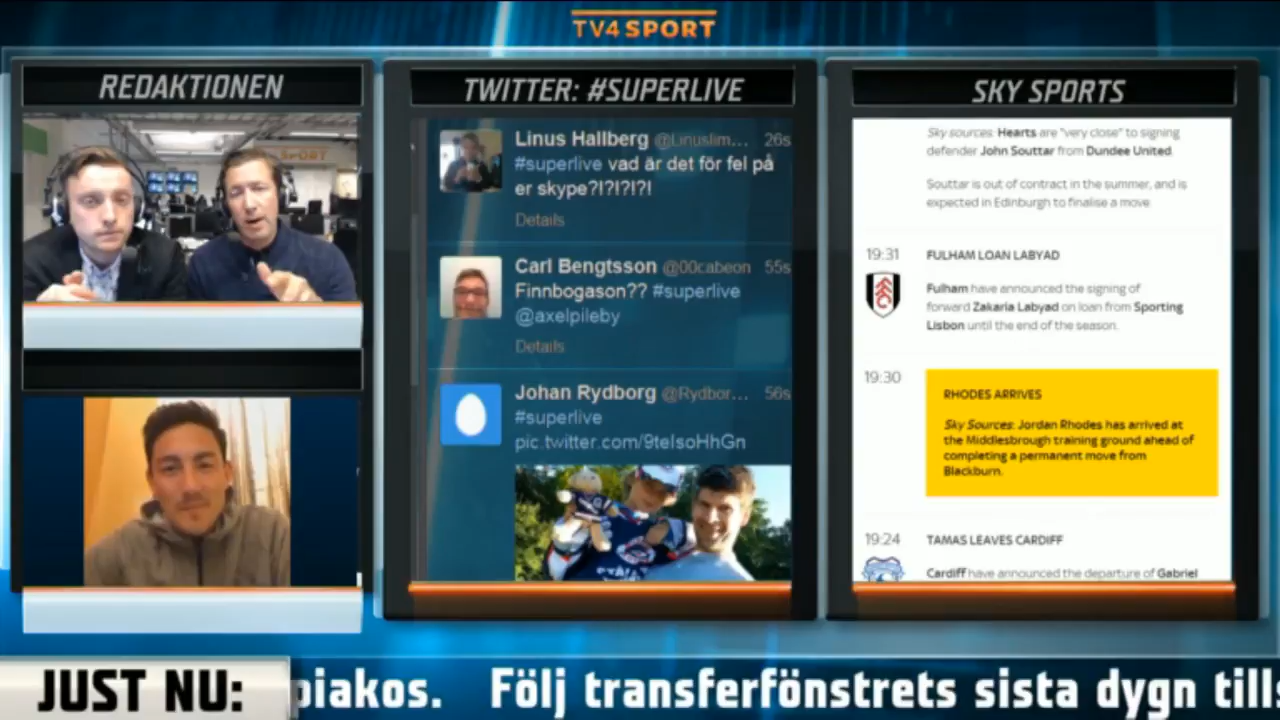 TV4 SPORT
REDAKTIONEN
SPORT
TWITTER: #SUPERLIVE
Linus Hallberg @Linuslim... 26s
#superlive vad är det för fel på
er skype?!?!?!?!
Details
Carl Bengtsson @00cabeon 55s
Finnbogason?? #superlive
@axelpileby
Details
Johan Rydborg @Rydbor... 56s
#superlive
pic.twitter.com/9teIsoHhGn
SKY SPORTS
Sky sources: Hearts are "very close" to signing
defender John Souttar from Dundee United.
Souttar is out of contract in the summer, and is
expected in Edinburgh to finalise a move
19:31 FULHAM LOAN LABYAD
Fulham have announced the signing of
forward Zakaria Labyad on loan from Sporting
Lisbon until the end of the season.
19:30
RHODES ARRIVES
Sky Sources: Jordan Rhodes has arrived at
the Middlesbrough training ground ahead of
completing a permanent move from
Blackburn.
19:24 TAMAS LEAVES CARDIFF
Cardiff have announced the departure of Gabriel
JUST NU: piakos. Följ transferfönstrets sista dygn tills